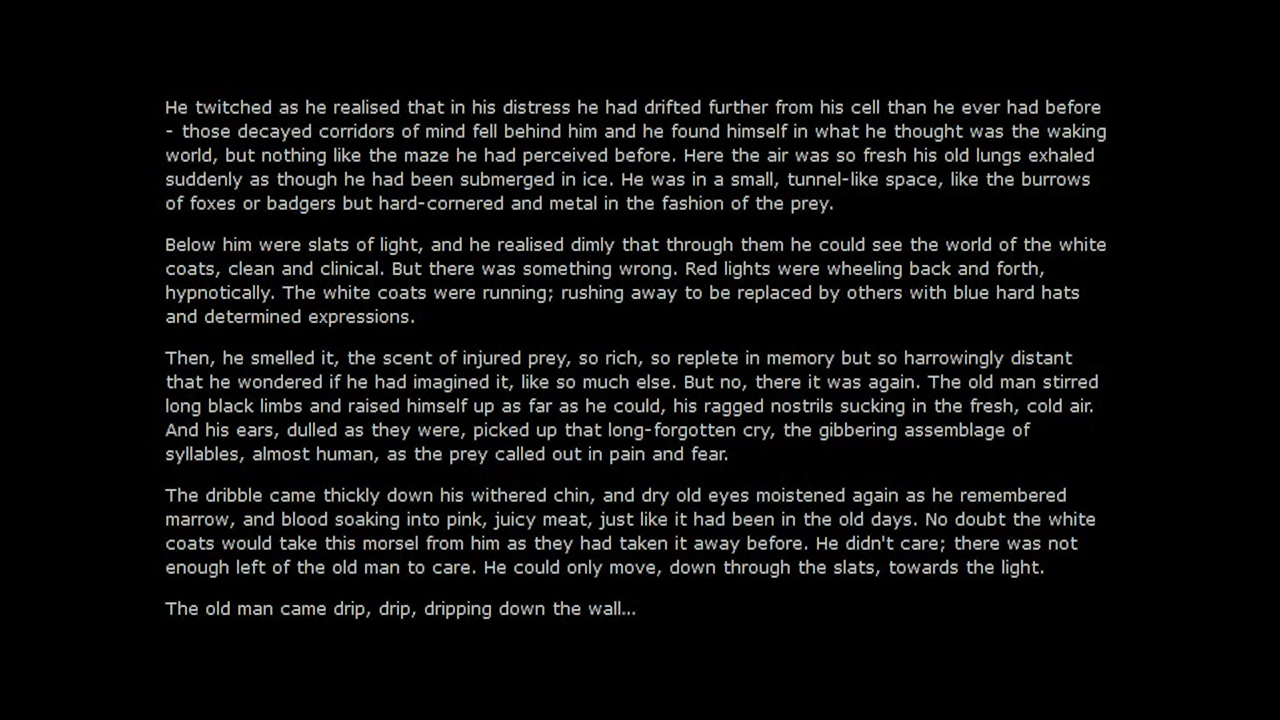 He twitched as he realised that in his distress he had drifted further from his cell than he ever had before
- those decayed corridors of mind fell behind him and he found himself in what he thought was the waking
world, but nothing like the maze he had perceived before. Here the air was so fresh his old lungs exhaled
suddenly as though he had been submerged in ice. He was in a small, tunnel-like space, like the burrows
of foxes or badgers but hard-cornered and metal in the fashion of the prey.
Below him were slats of light, and he realised dimly that through them he could see the world of the white
coats, clean and clinical. But there was something wrong. Red lights were wheeling back and forth,
hypnotically. The white coats were running; rushing away to be replaced by others with blue hard hats
and determined expressions.
Then, he smelled it, the scent of injured prey, so rich, so replete in memory but so harrowingly distant
that he wondered if he had imagined it, like so much else. But no, there it was again. The old man stirred
long black limbs and raised himself up as far as he could, his ragged nostrils sucking in the fresh, cold air.
And his ears, dulled as they were, picked up that long-forgotten cry, the gibbering assemblage of
syllables, almost human, as the prey called out in pain and fear.
The dribble came thickly down his withered chin, and dry old eyes moistened again as he remembered
marrow, and blood soaking into pink, juicy meat, just like it had been in the old days. No doubt the white
coats would take this morsel from him as they had taken it away before. He didn't care; there was not
enough left of the old man to care. He could only move, down through the slats, towards the light.
The old man came drip, drip, dripping down the wall...